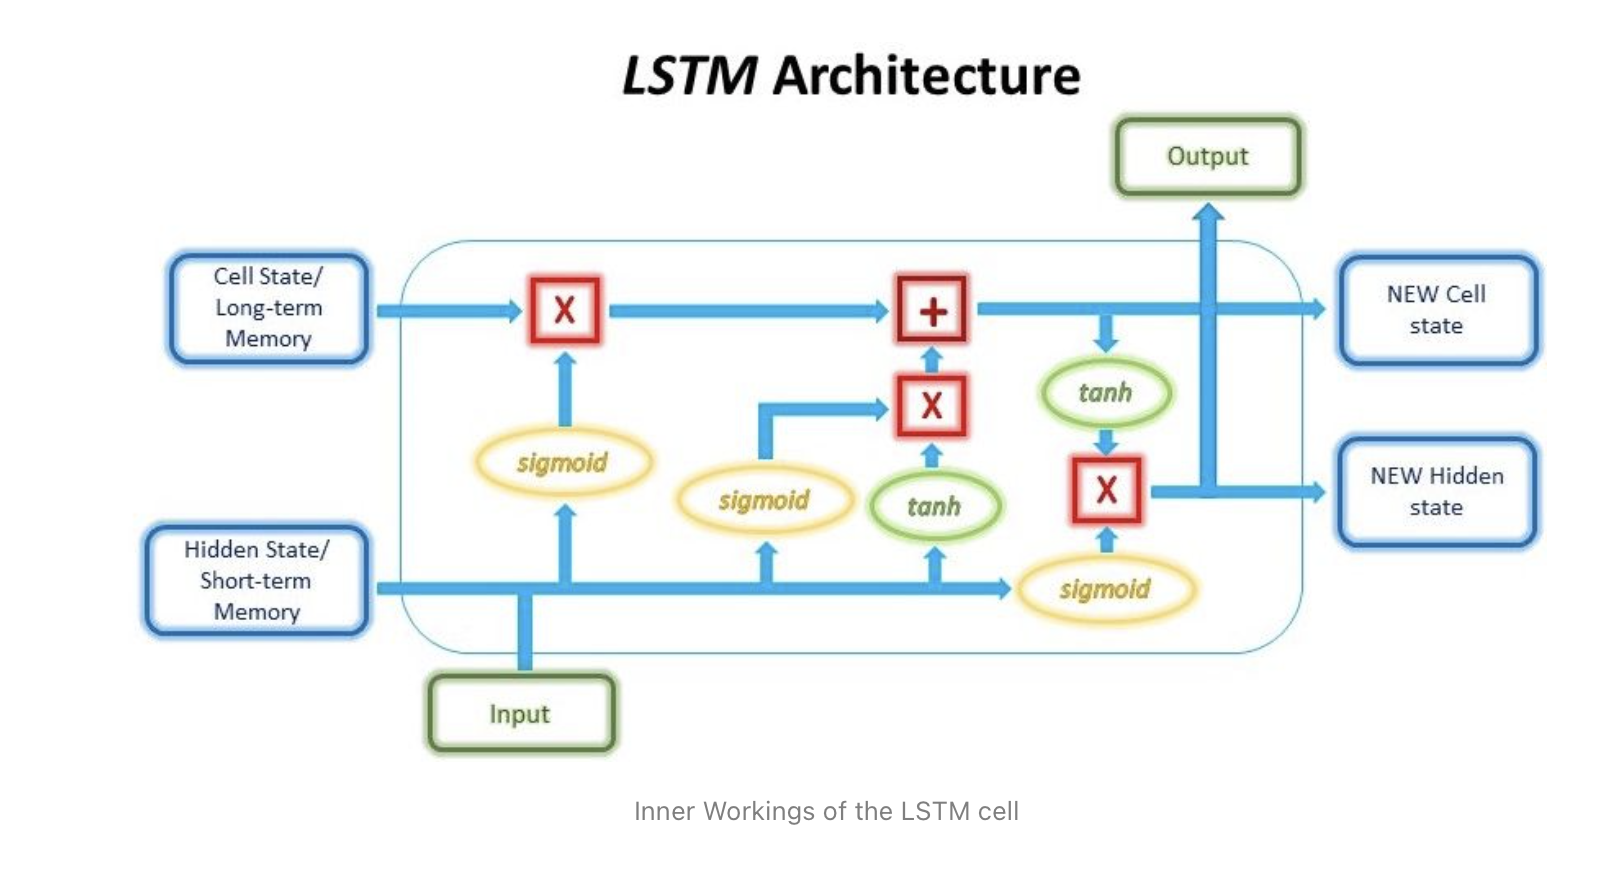 LSTM Architecture
Output
Cell State/
Long-term
Memory
X
+
NEW Cell
state
tanh
X
sigmoid
sigmoid
tanh
X
NEW Hidden
state
Hidden State/
Short-term
Memory
sigmoid
Input
Inner Workings of the LSTM cell